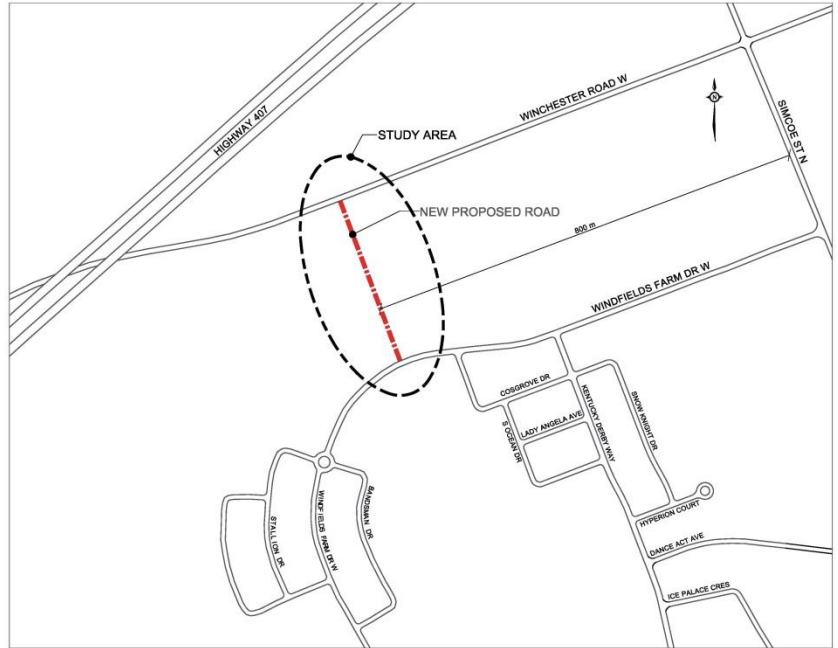 WINCHESTER ROAD W
SIMCOE ST N
N
HIGHWAY 407
STUDY AREA
NEW PROPOSED ROAD
800 m
WINDFIELDS FARM DR W
COSGROVE DR
KENTUCKY DERBY WAY
SNOW KNIGHT DR
LADY ANGELA AVE
S OCEAN DR
BANDSMAN DR
WINDFIELDS FARM DR W
STALLION DR
HYPERION COURT
DANCE ACT AVE
ICE PALACE CRES